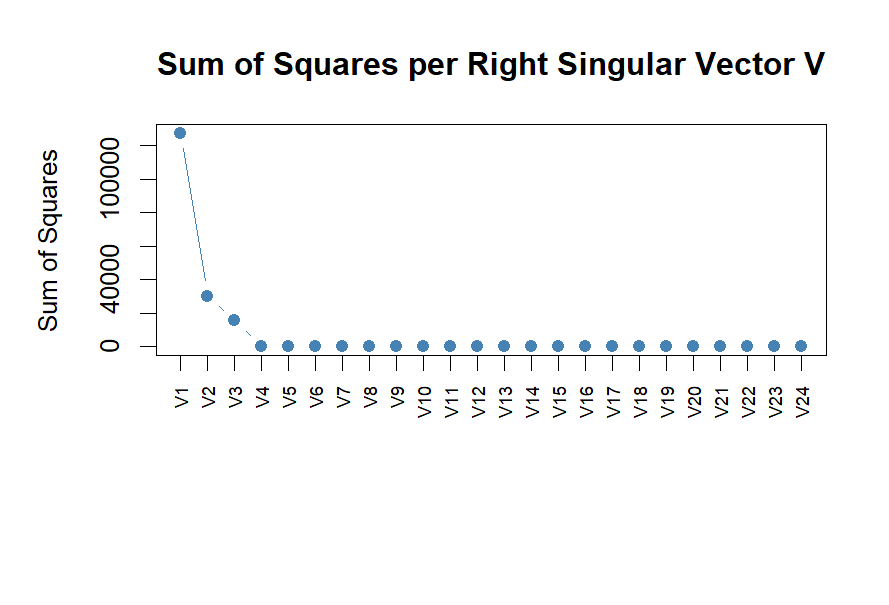 Sum of Squares per Right Singular Vector V
Sum of Squares
100000
40000
0
V1 V2 V3 V4 V5 V6 V7 V8 V9 V10 V11 V12 V13 V14 V15 V16 V17 V18 V19 V20 V21 V22 V23 V24